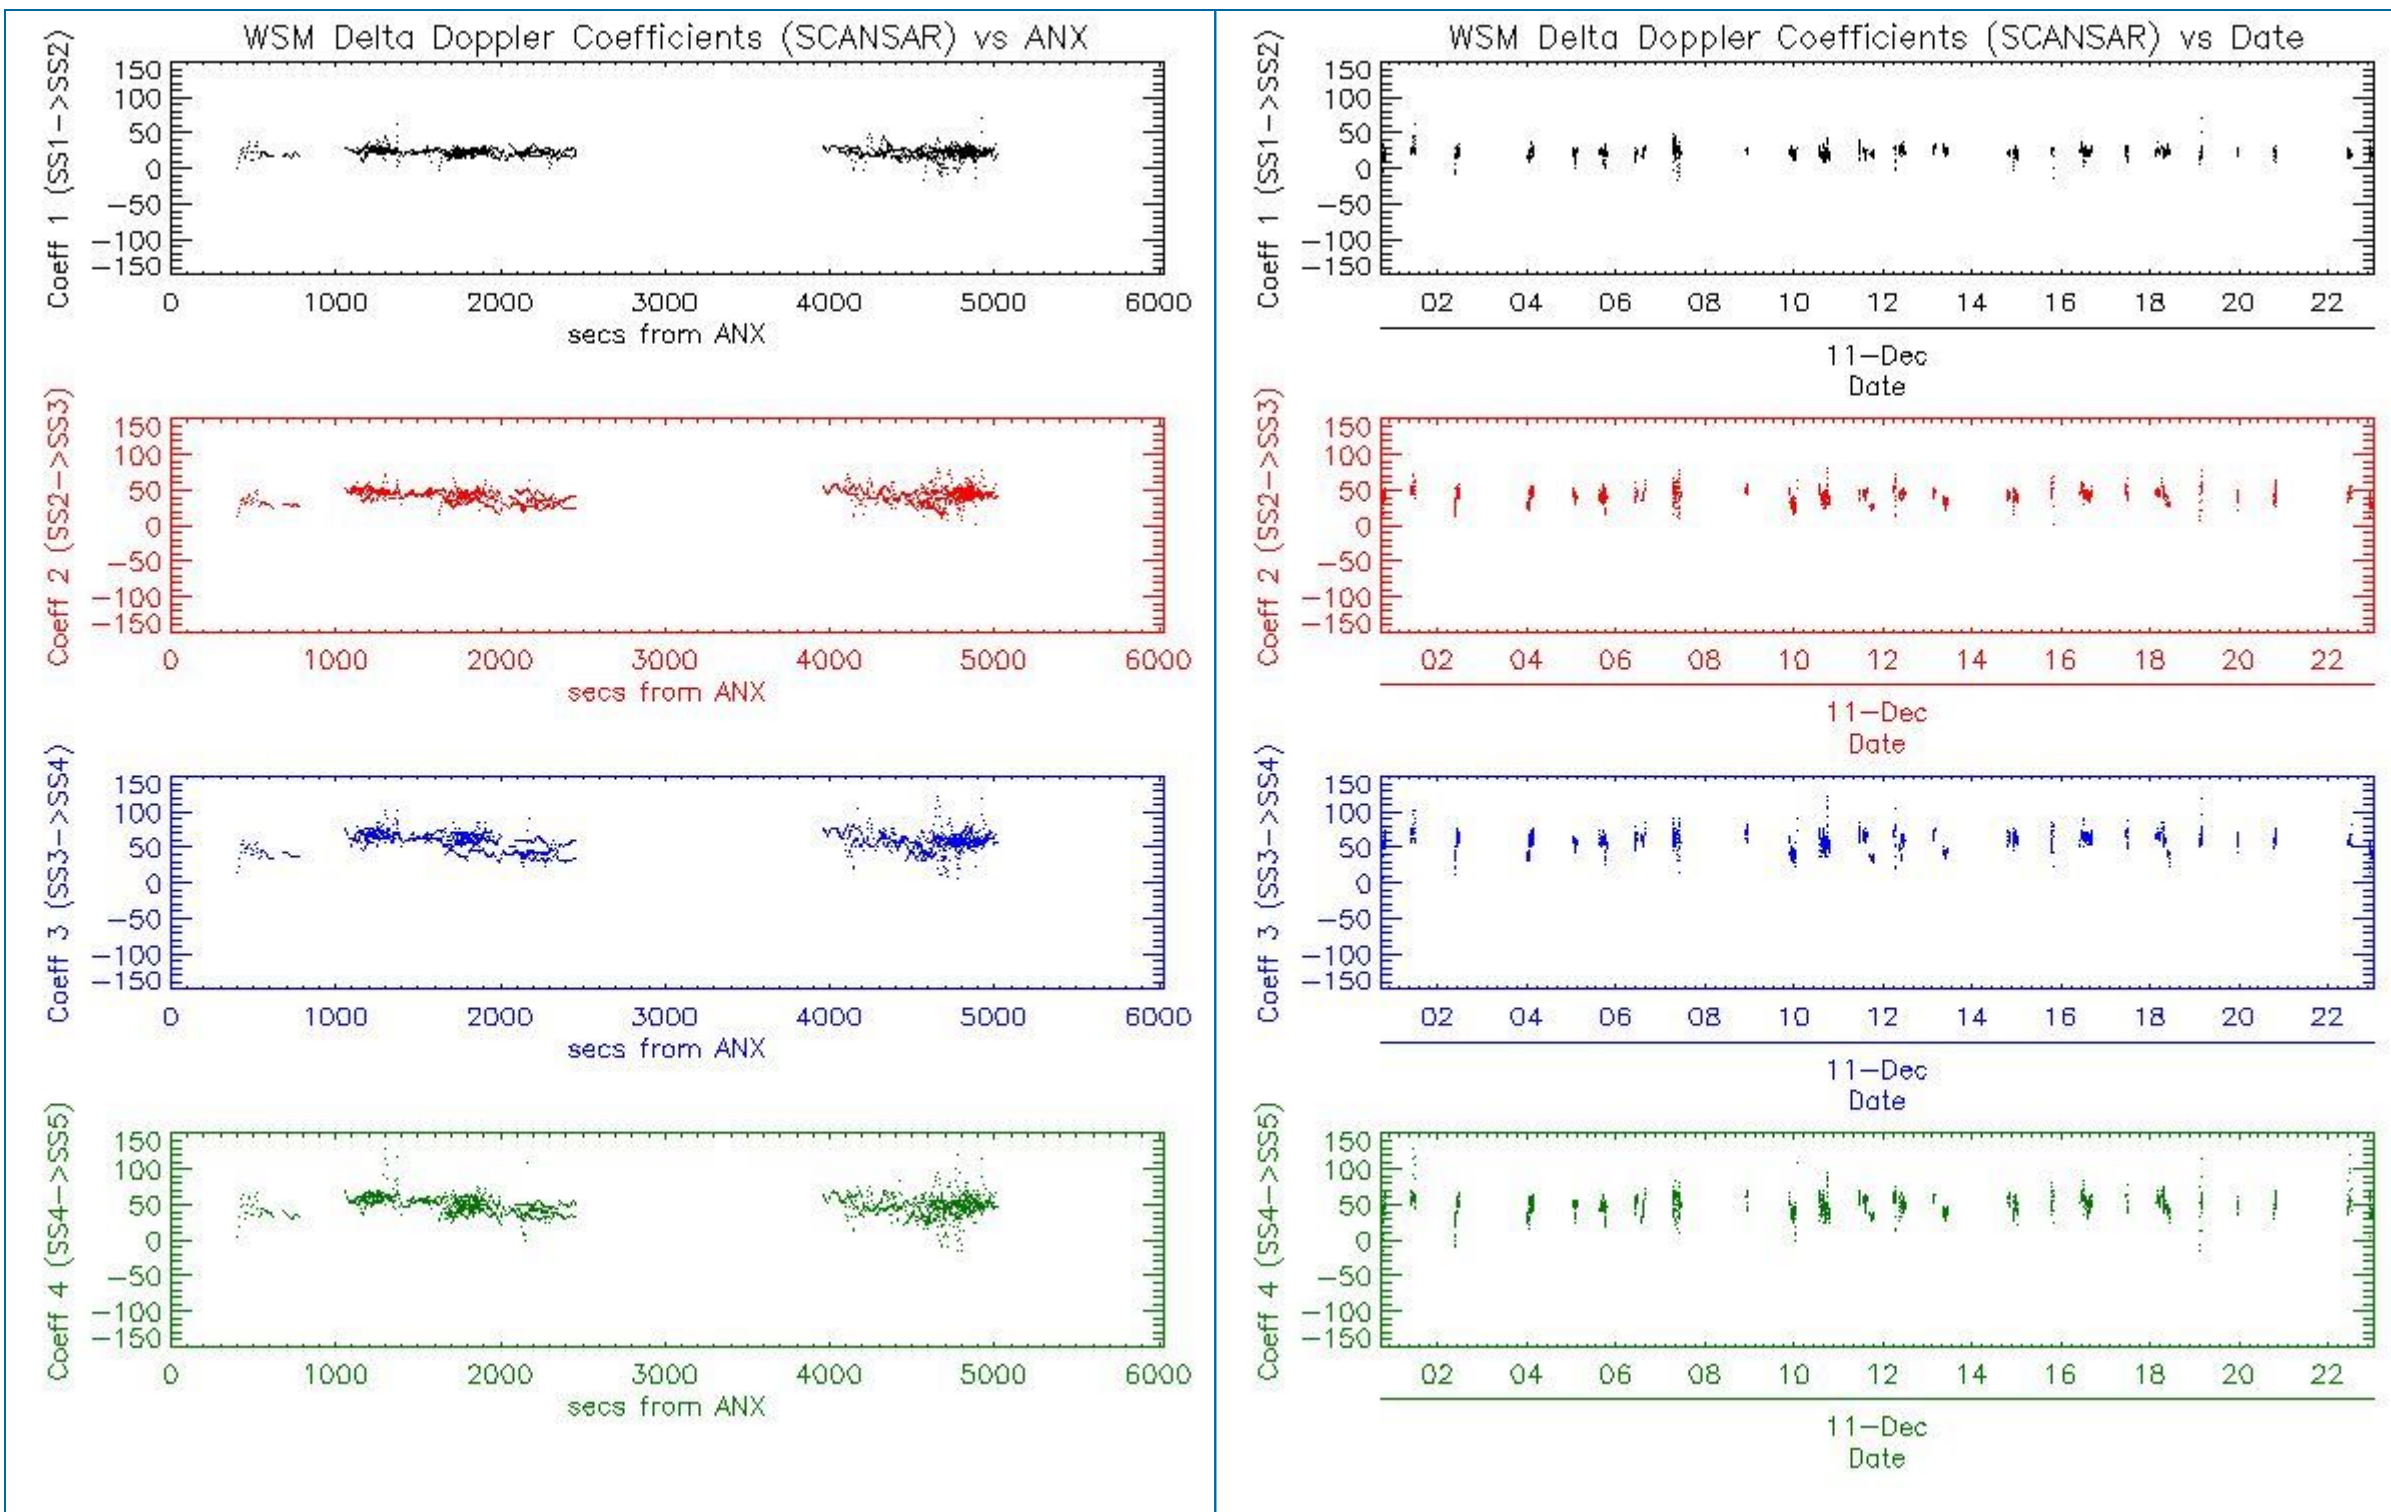 WSM Delta Doppler Coefficients (SCANSAR) vs ANX
Coeff 1 (SS1->SS2)
150
100
50
0
-50
-100
-150
0 1000 2000 3000 4000 5000 6000
secs from ANX
Coeff 2 (SS2->SS3)
150
100
50
0
-50
-100
-150
0 1000 2000 3000 4000 5000 6000
secs from ANX
Coeff 3 (SS3->SS4)
150
100
50
0
-50
-100
-150
0 1000 2000 3000 4000 5000 6000
secs from ANX
Coeff 4 (SS4->SS5)
150
100
50
0
-50
-100
-150
0 1000 2000 3000 4000 5000 6000
secs from ANX
WSM Delta Doppler Coefficients (SCANSAR) vs Date
Coeff 1 (SS1->SS2)
150
100
50
0
-50
-100
-150
02 04 06 08 10 12 14 16 18 20 22
11-Dec
Date
Coeff 2 (SS2->SS3)
150
100
50
0
-50
-100
-150
02 04 06 08 10 12 14 16 18 20 22
11-Dec
Date
Coeff 3 (SS3->SS4)
150
100
50
0
-50
-100
-150
02 04 06 08 10 12 14 16 18 20 22
11-Dec
Date
Coeff 4 (SS4->SS5)
150
100
50
0
-50
-100
-150
02 04 06 08 10 12 14 16 18 20 22
11-Dec
Date